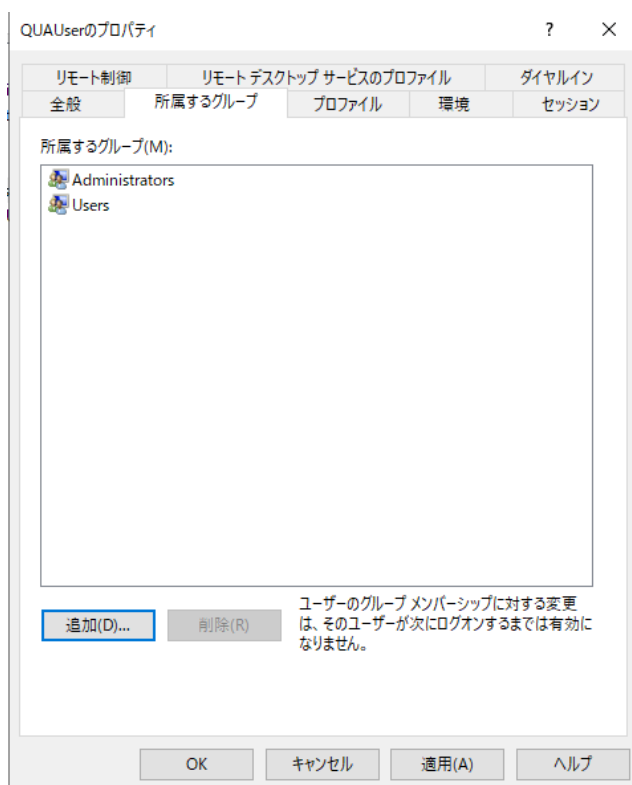 QUAUserのプロパティ
?
リモート制御
リモート デスクトップ サービスのプロファイル
ダイヤルイン
全般
所属するグループ
プロファイル
環境
セッション
所属するグループ(M):
Administrators
Users
追加(D)...
削除(R)
ユーザーのグループ メンバーシップに対する変更
は、そのユーザーが次にログオンするまでは有効に
なりません。
OK
キャンセル
適用(A)
ヘルプ